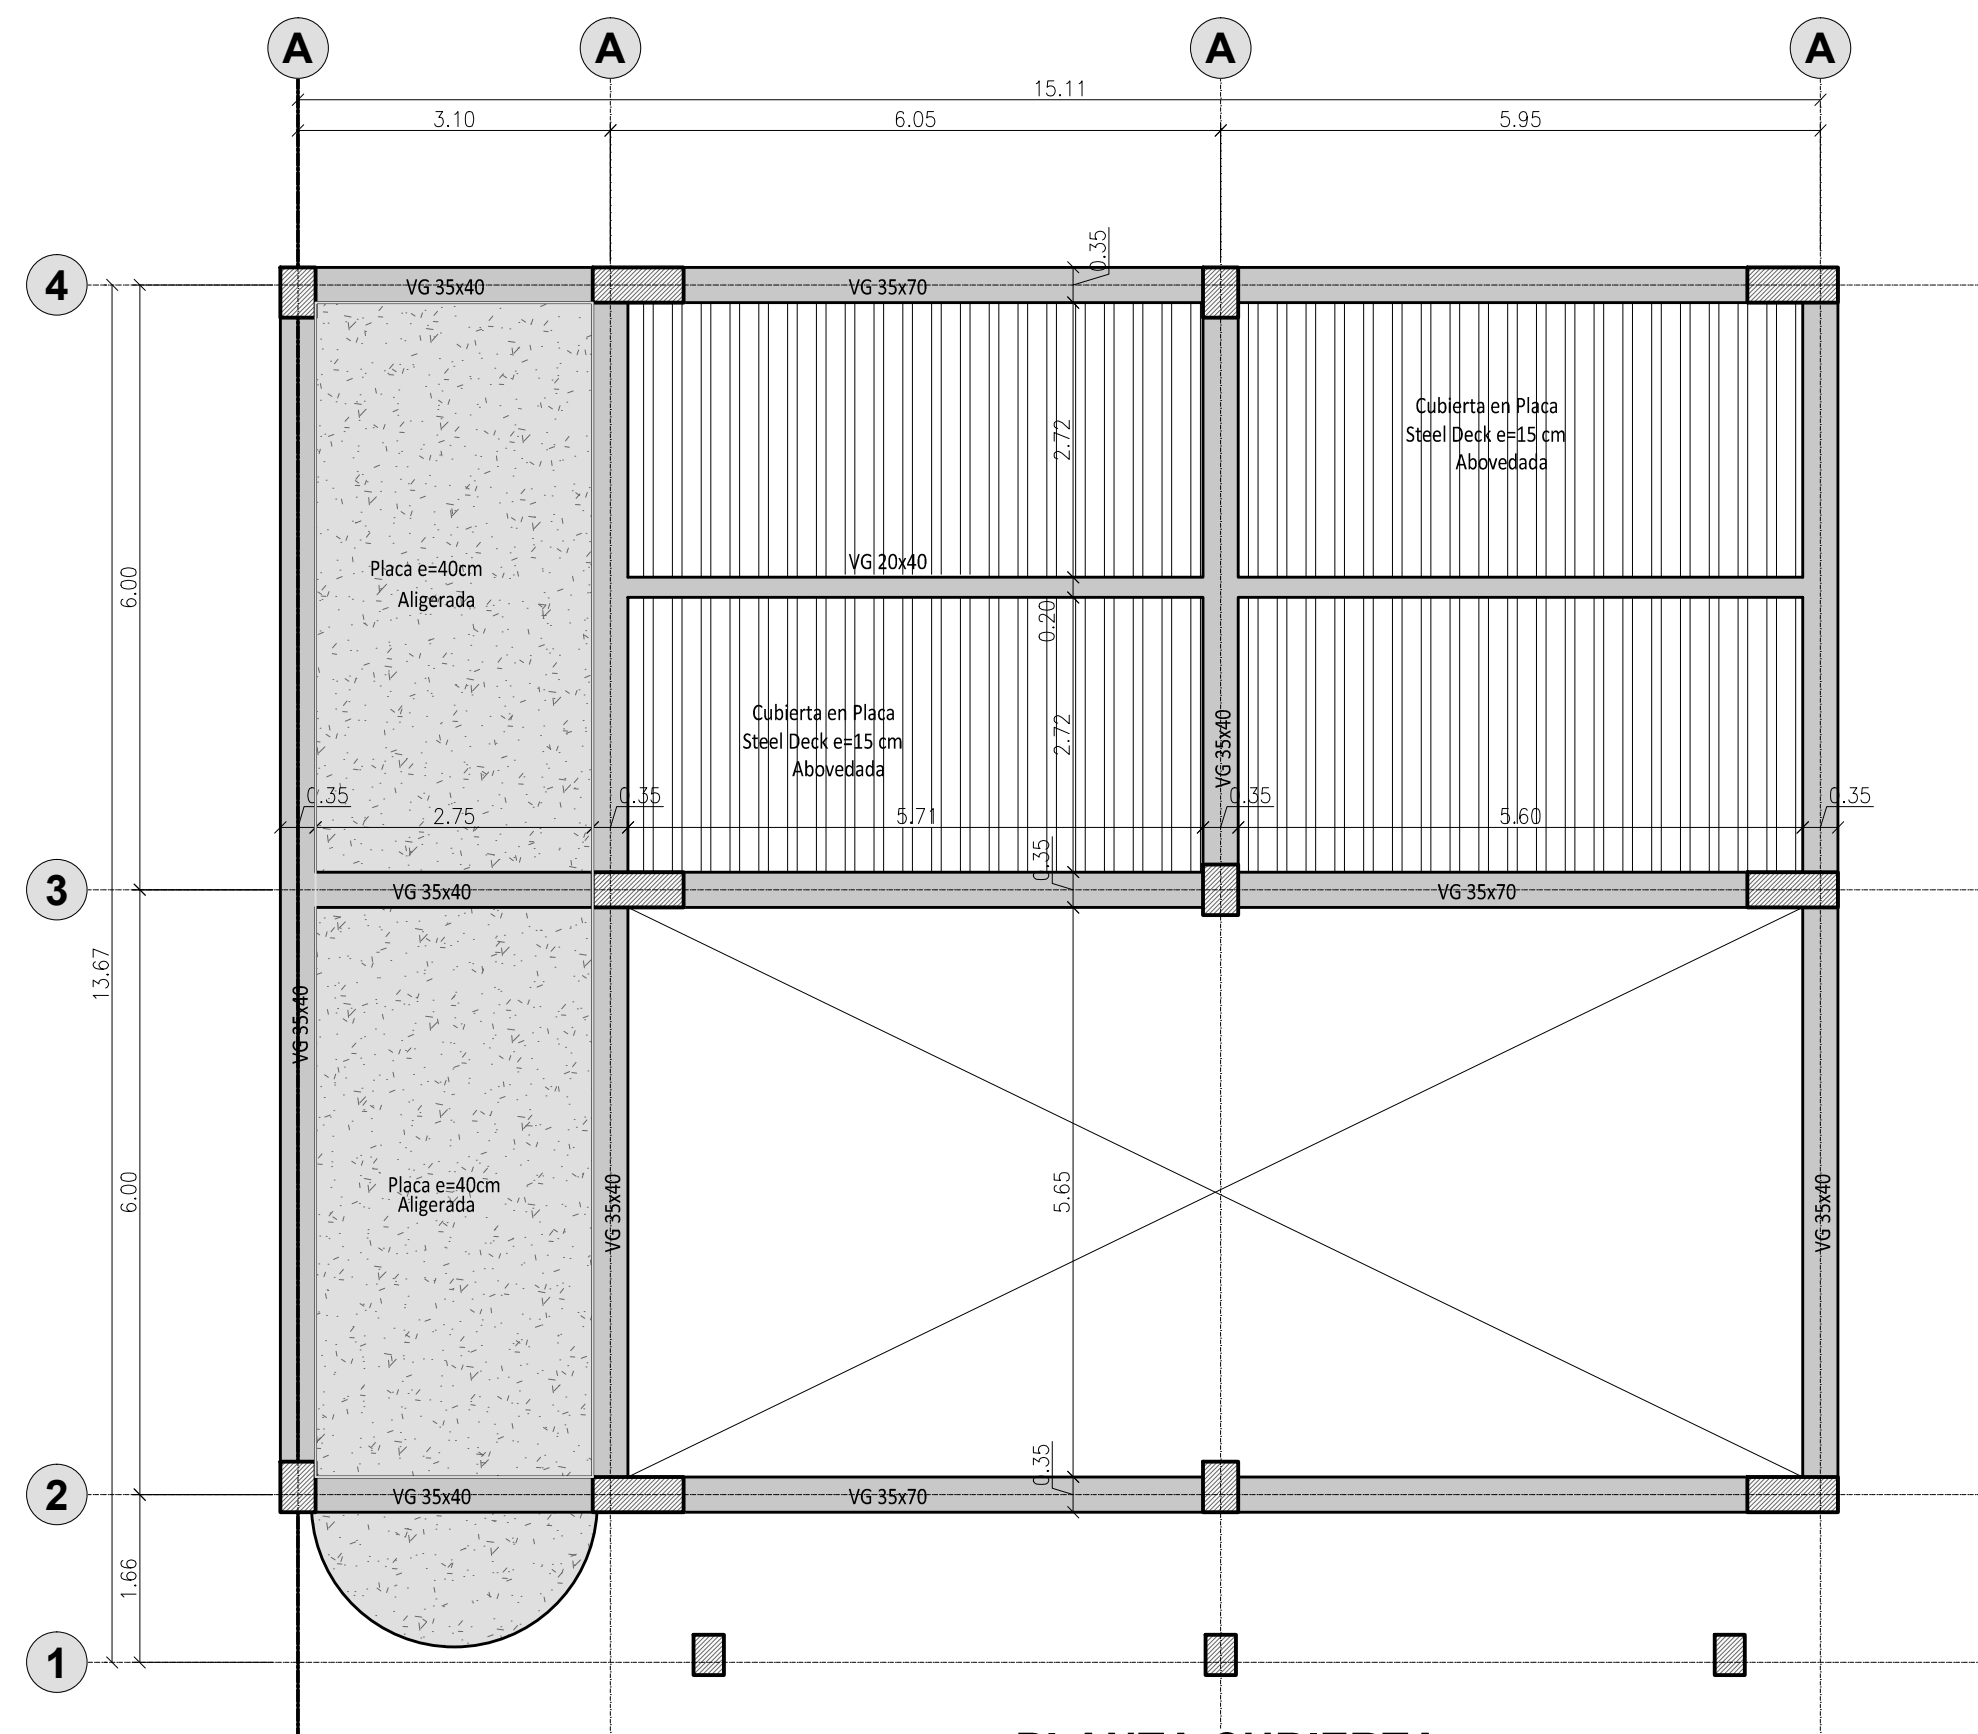 A A A A
15.11
3.10 6.05 5.95
0.35
4
VG 35x40
VG 35x70
2.72
Cubierta en Placa
Steel Deck e=15 cm
Abovedada
VG 20x40
Placa e=40cm
Aligerada
6.00
0.20
Cubierta en Placa
Steel Deck e=15 cm
Abovedada
2.72
VG 35x40
0.35 0.35 0.35 0.35
2.75 5.71 5.60
0.35
3
VG 35x40
VG 35x70
13.67
VG 35x40
Placa e=40cm
Aligerada
6.00
VG 35x40
5.65
VG 35x40
0.35
2
VG 35x40
VG 35x70
1.66
1